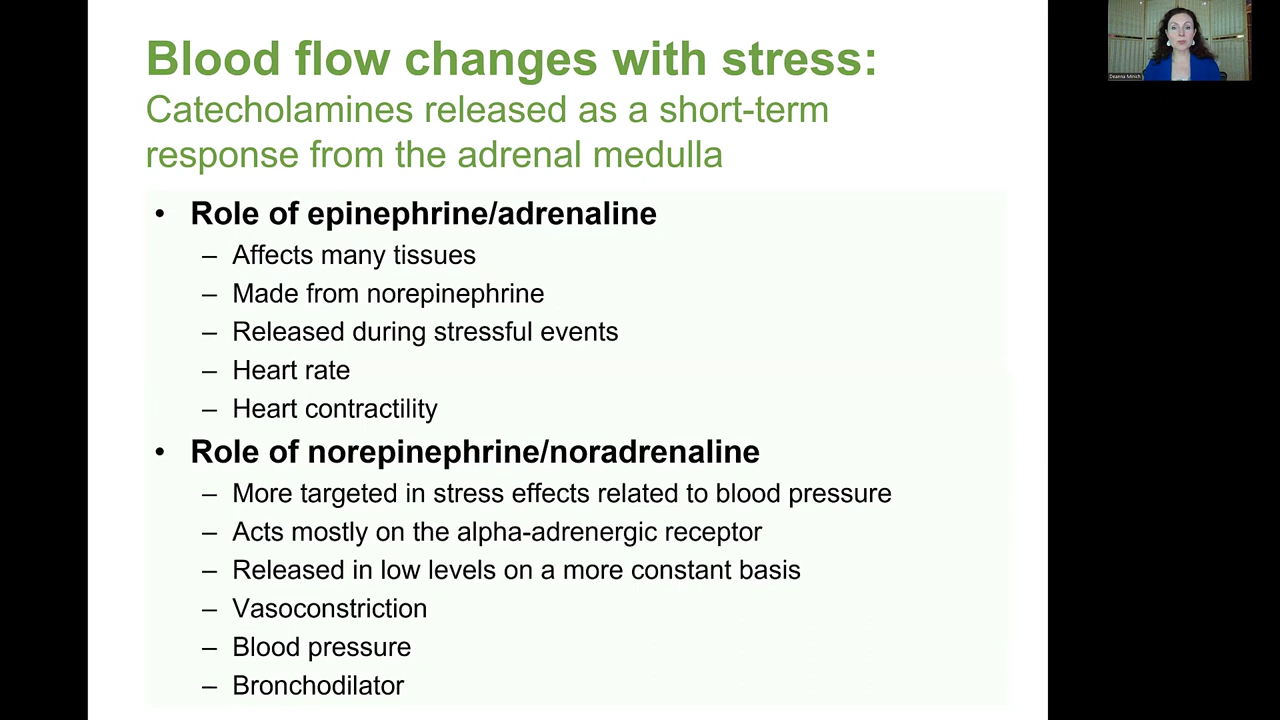 Blood flow changes with stress:
Catecholamines released as a short-term
response from the adrenal medulla
• Role of epinephrine/adrenaline
– Affects many tissues
– Made from norepinephrine
– Released during stressful events
– Heart rate
– Heart contractility
• Role of norepinephrine/noradrenaline
– More targeted in stress effects related to blood pressure
– Acts mostly on the alpha-adrenergic receptor
– Released in low levels on a more constant basis
– Vasoconstriction
– Blood pressure
– Bronchodilator
Deanna Minich